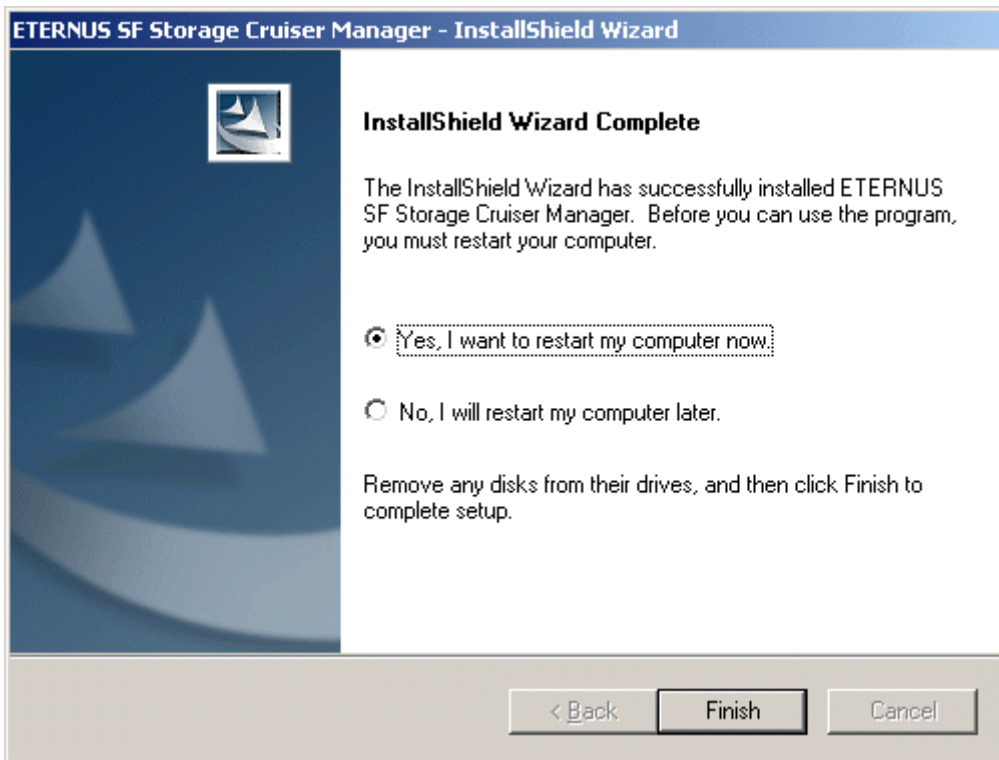 ETERNUS SF Storage Cruiser Manager - InstallShield Wizard
InstallShield Wizard Complete
The InstallShield Wizard has successfully installed ETERNUS
SF Storage Cruiser Manager.  Before you can use the program,
you must restart your computer.
Yes, I want to restart my computer now.
No, I will restart my computer later.
Remove any disks from their drives, and then click Finish to
complete setup.
< Back
Finish
Cancel